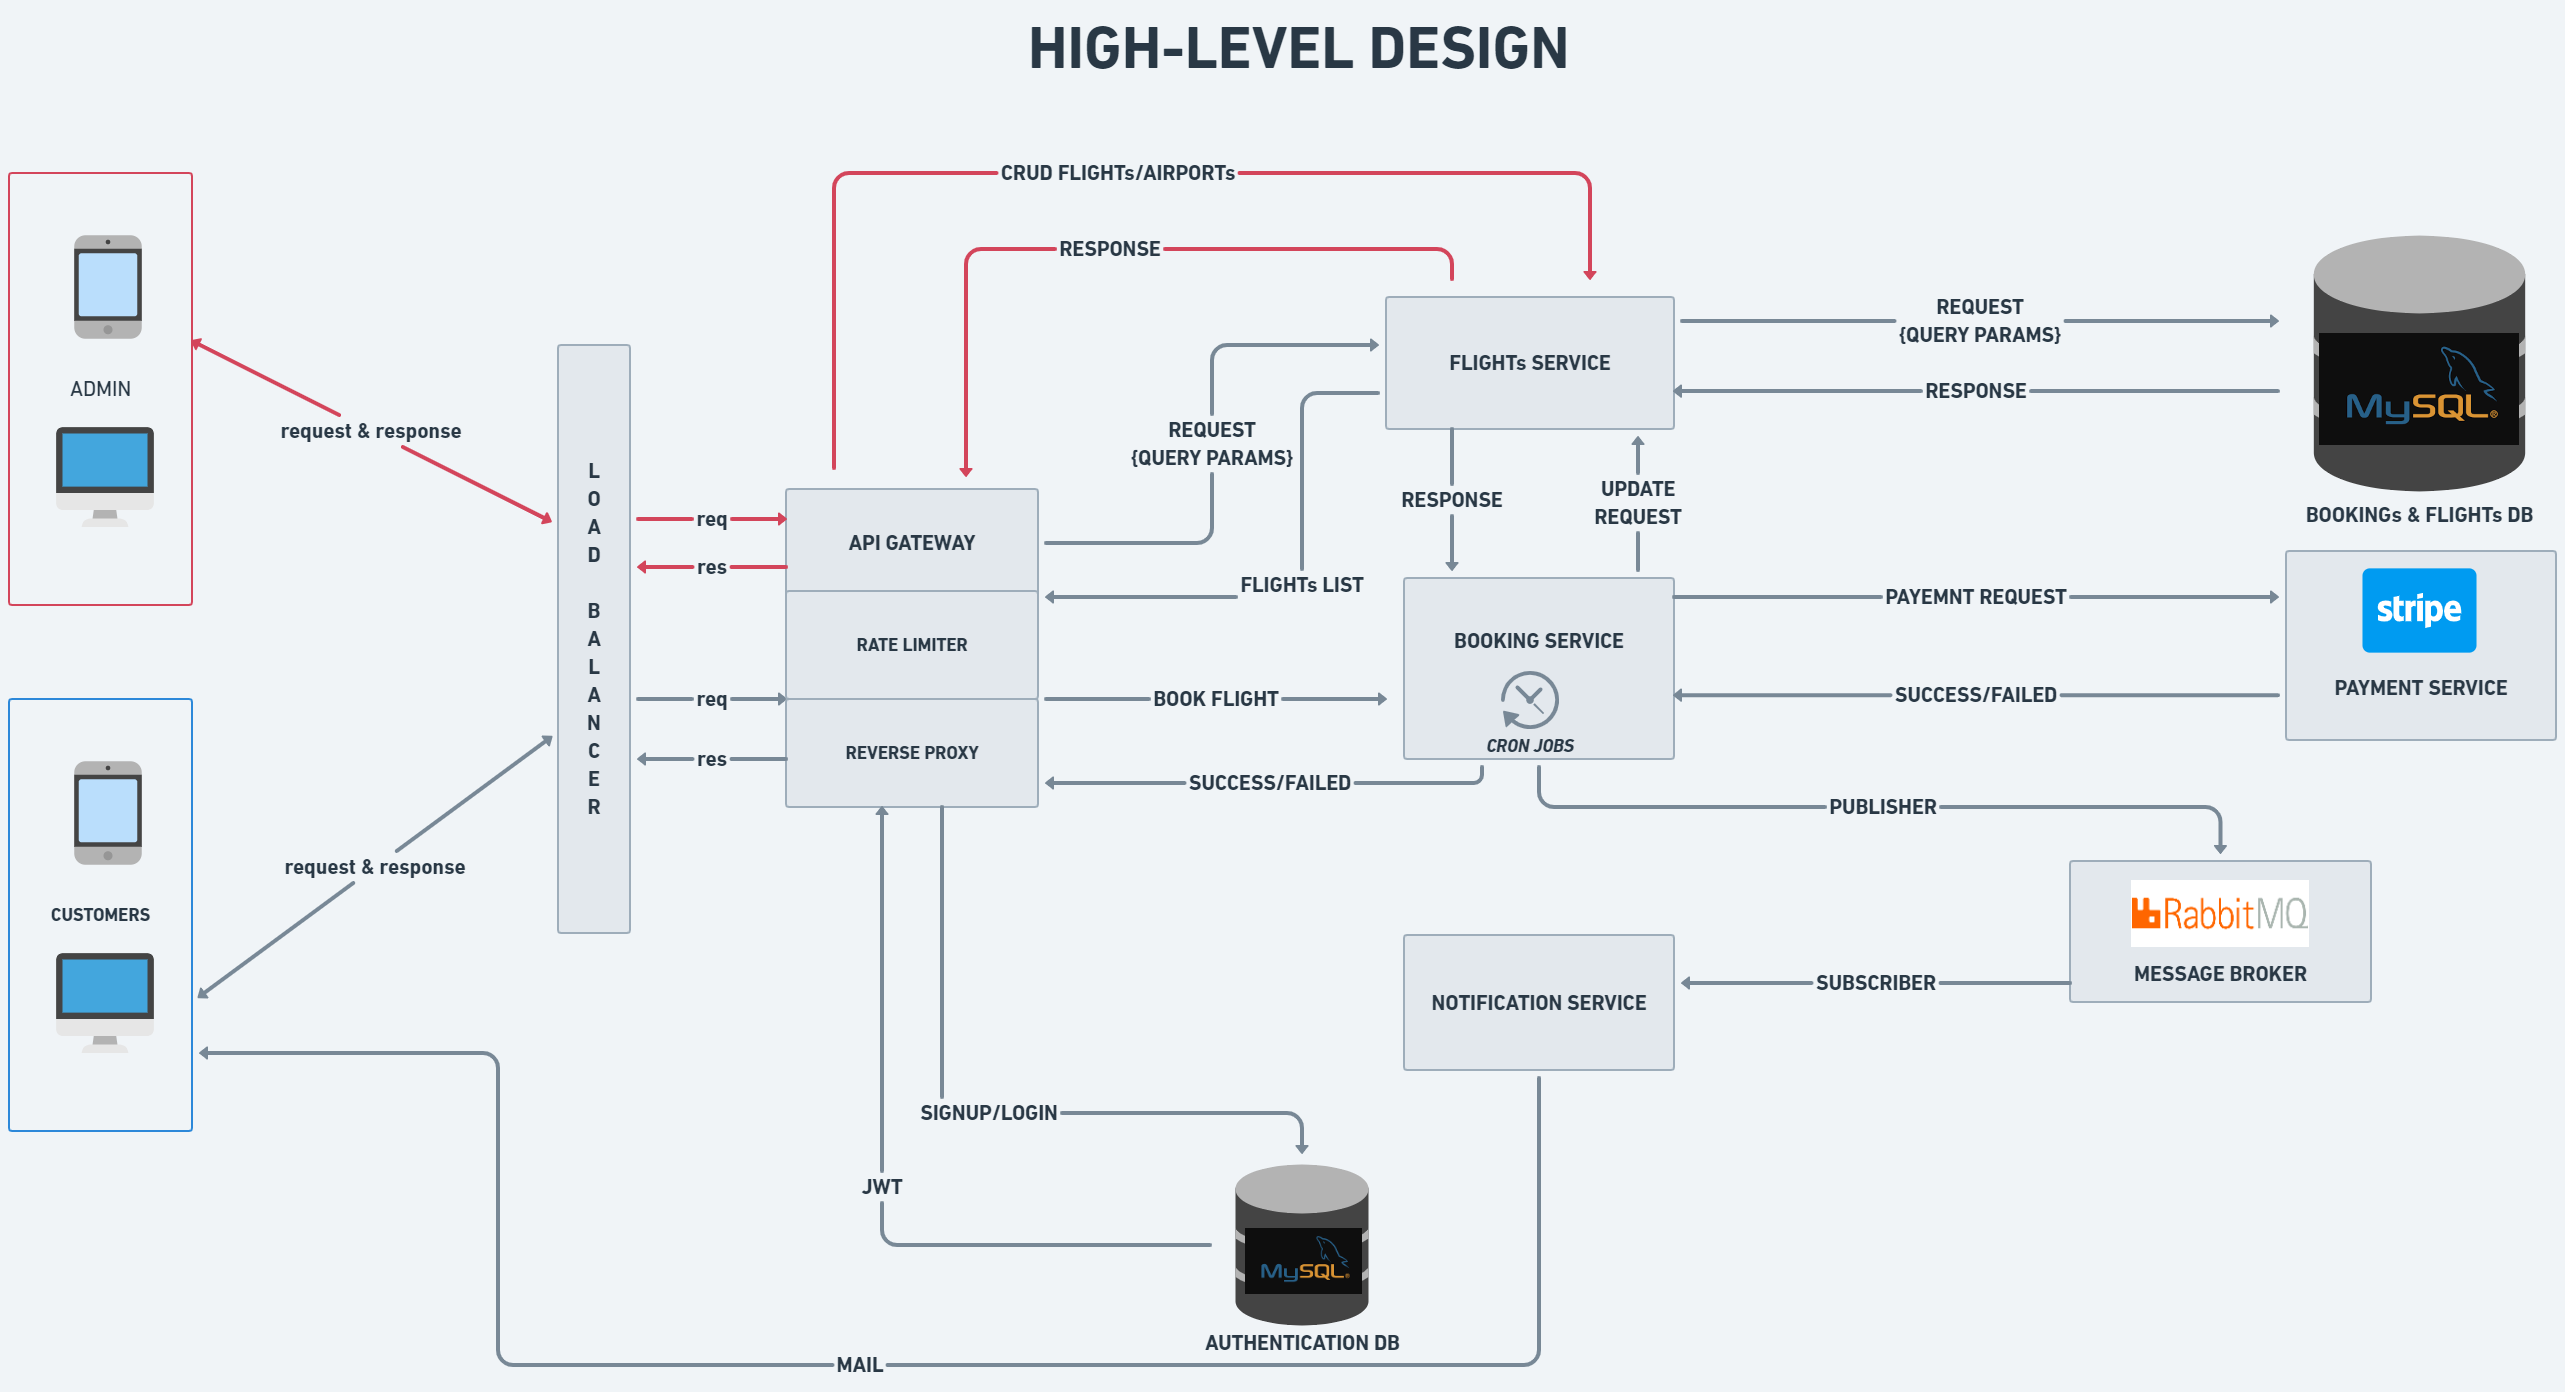 HIGH-LEVEL DESIGN
CRUD FLIGHTs/AIRPORTs
RESPONSE
ADMIN
request & response
L
O
A
D
B
A
L
A
N
C
E
R
req
res
req
res
API GATEWAY
RATE LIMITER
REVERSE PROXY
REQUEST
{QUERY PARAMS}
FLIGHTs LIST
FLIGHTs SERVICE
REQUEST
{QUERY PARAMS}
RESPONSE
MySQL®
BOOKINGs & FLIGHTs DB
RESPONSE
UPDATE
REQUEST
BOOK FLIGHT
SUCCESS/FAILED
BOOKING SERVICE
CRON JOBS
PAYEMNT REQUEST
SUCCESS/FAILED
stripe
PAYMENT SERVICE
PUBLISHER
RabbitMQ
MESSAGE BROKER
SUBSCRIBER
NOTIFICATION SERVICE
request & response
CUSTOMERS
SIGNUP/LOGIN
JWT
MySQL®
AUTHENTICATION DB
MAIL